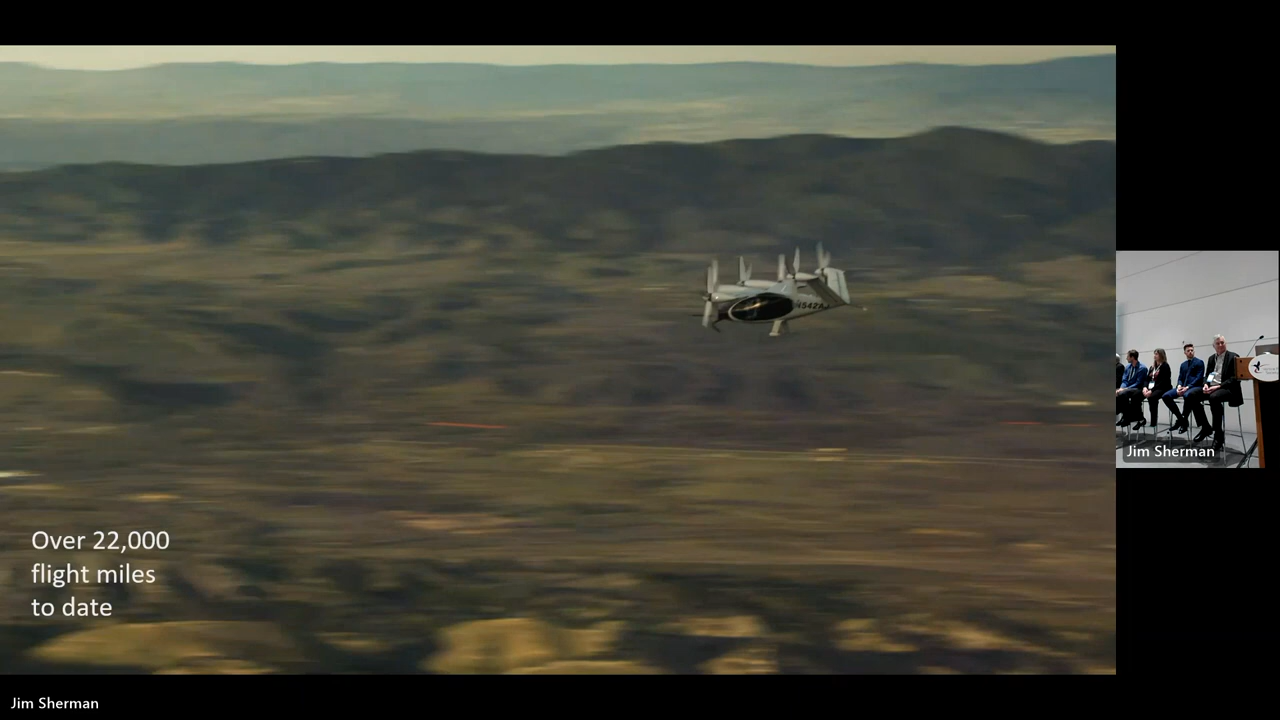 Over 22,000
flight miles
to date
Jim Sherman
Jim Sherman